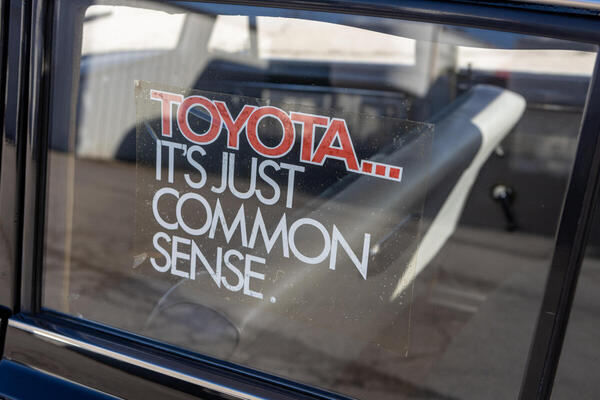 TOYOTA....
IT'S JUST
COMMON
SENSE.